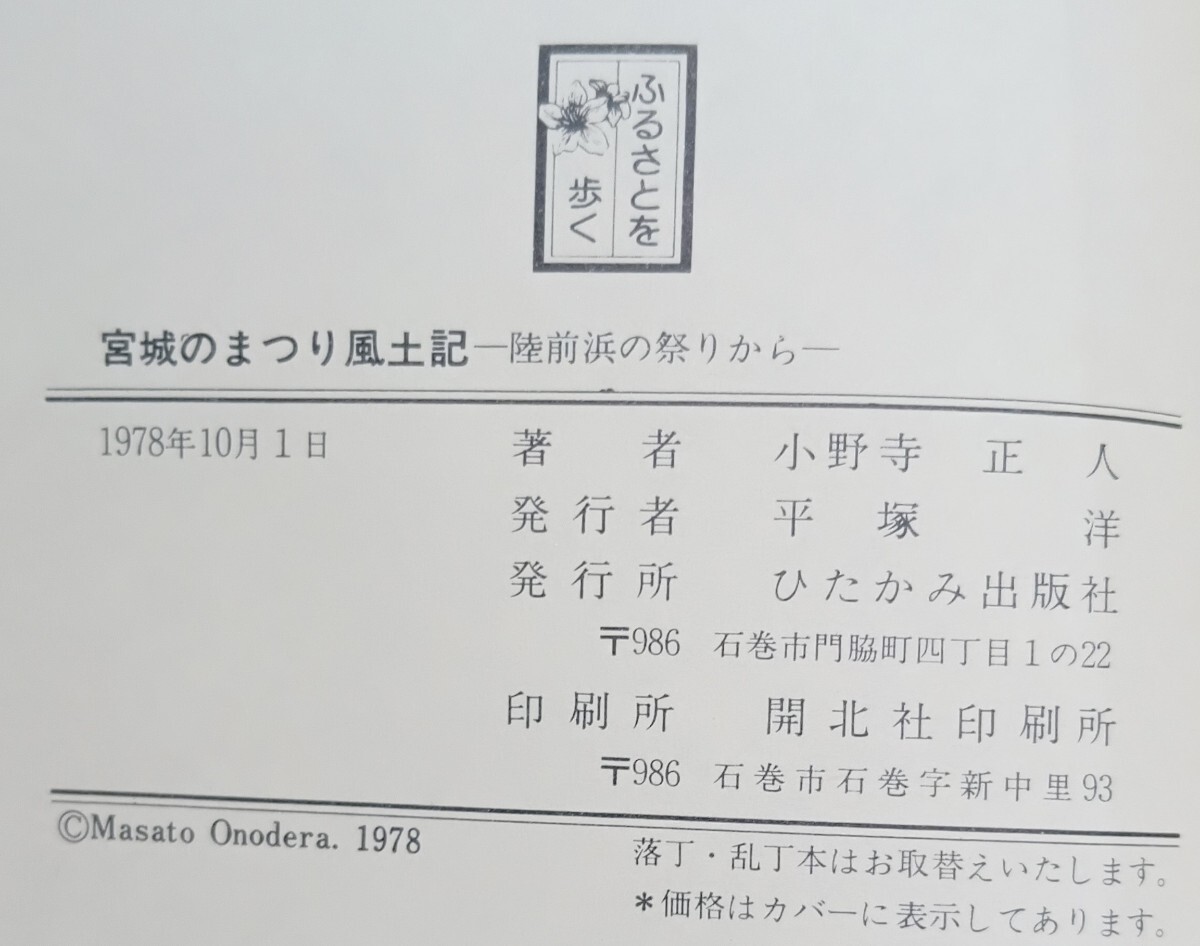 ふるさとを
歩く
宮城のまつり風土記―陸前浜の祭りから―
1978年10月1日
著者 小野寺 正人
発行者 平塚 洋
発行所 ひたかみ出版社
〒986 石巻市門脇町四丁目1の22
印刷所 開北社印刷所
〒986 石巻市石巻字新中里93
©Masato Onodera. 1978
落丁・乱丁本はお取替えいたします。
*価格はカバーに表示してあります。